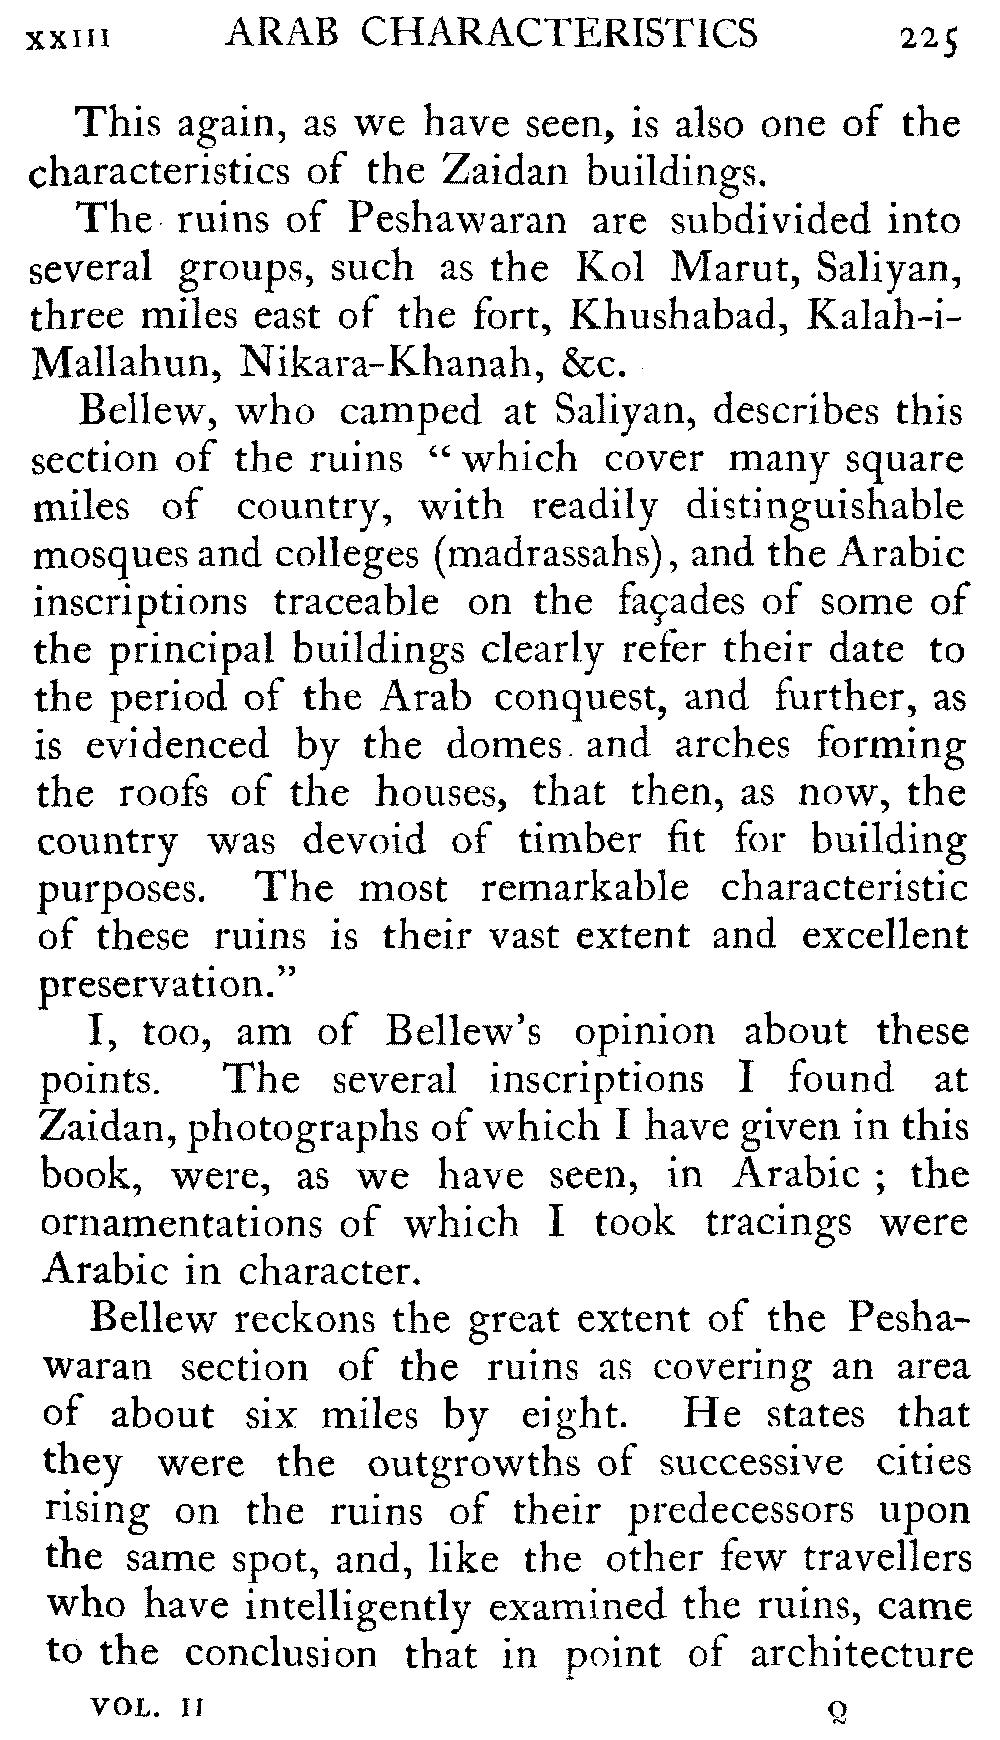 XXIII ARAB CHARACTERISTICS 225
This again, as we have seen, is also one of the
characteristics of the Zaidan buildings.
The ruins of Peshawaran are subdivided into
several groups, such as the Kol Marut, Saliyan,
three miles east of the fort, Khushabad, Kalah-i-
Mallahun, Nikara-Khanah, &c.
Bellew, who camped at Saliyan, describes this
section of the ruins “ which cover many square
miles of country, with readily distinguishable
mosques and colleges (madrassahs), and the Arabic
inscriptions traceable on the façades of some of
the principal buildings clearly refer their date to
the period of the Arab conquest, and further, as
is evidenced by the domes and arches forming
the roofs of the houses, that then, as now, the
country was devoid of timber fit for building
purposes. The most remarkable characteristic
of these ruins is their vast extent and excellent
preservation.”
I, too, am of Bellew’s opinion about these
points. The several inscriptions I found at
Zaidan, photographs of which I have given in this
book, were, as we have seen, in Arabic ; the
ornamentations of which I took tracings were
Arabic in character.
Bellew reckons the great extent of the Pesha-
waran section of the ruins as covering an area
of about six miles by eight. He states that
they were the outgrowths of successive cities
rising on the ruins of their predecessors upon
the same spot, and, like the other few travellers
who have intelligently examined the ruins, came
to the conclusion that in point of architecture
VOL. II Q